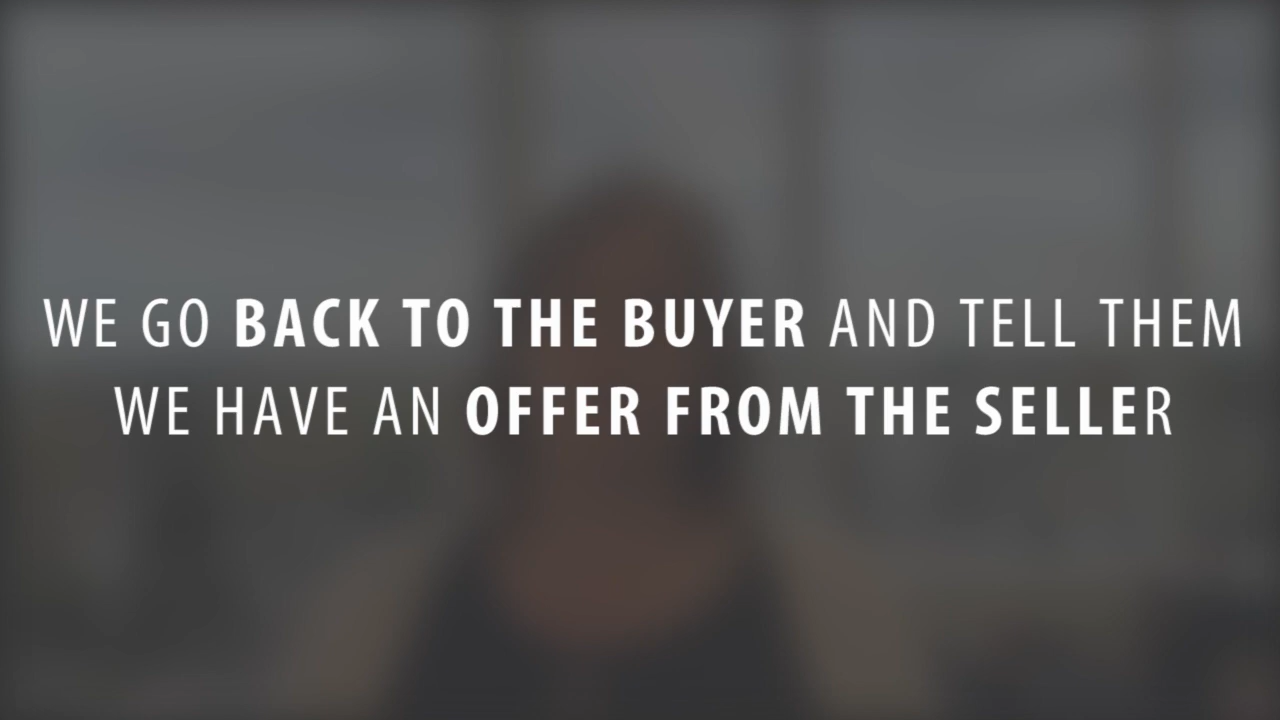 WE GO BACK TO THE BUYER AND TELL THEM
WE HAVE AN OFFER FROM THE SELLER